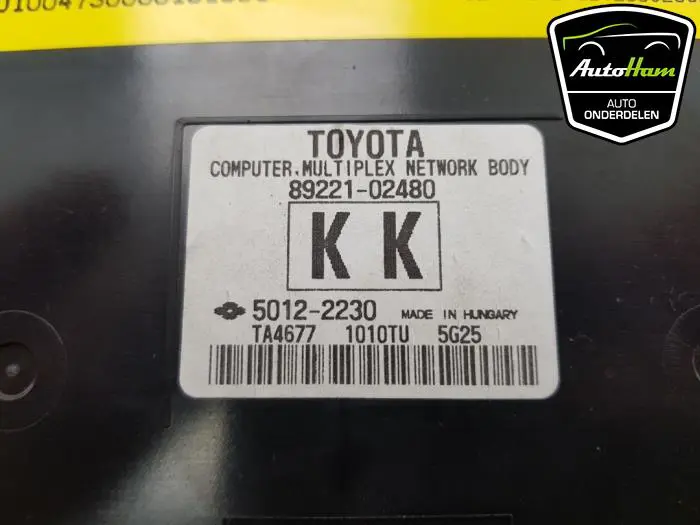 AutoHam
AUTO
ONDERDELEN
TOYOTA
COMPUTER, MULTIPLEX NETWORK BODY
89221-02480
K K
5012-2230 MADE IN HUNGARY
TA4677 1010TU 5G25